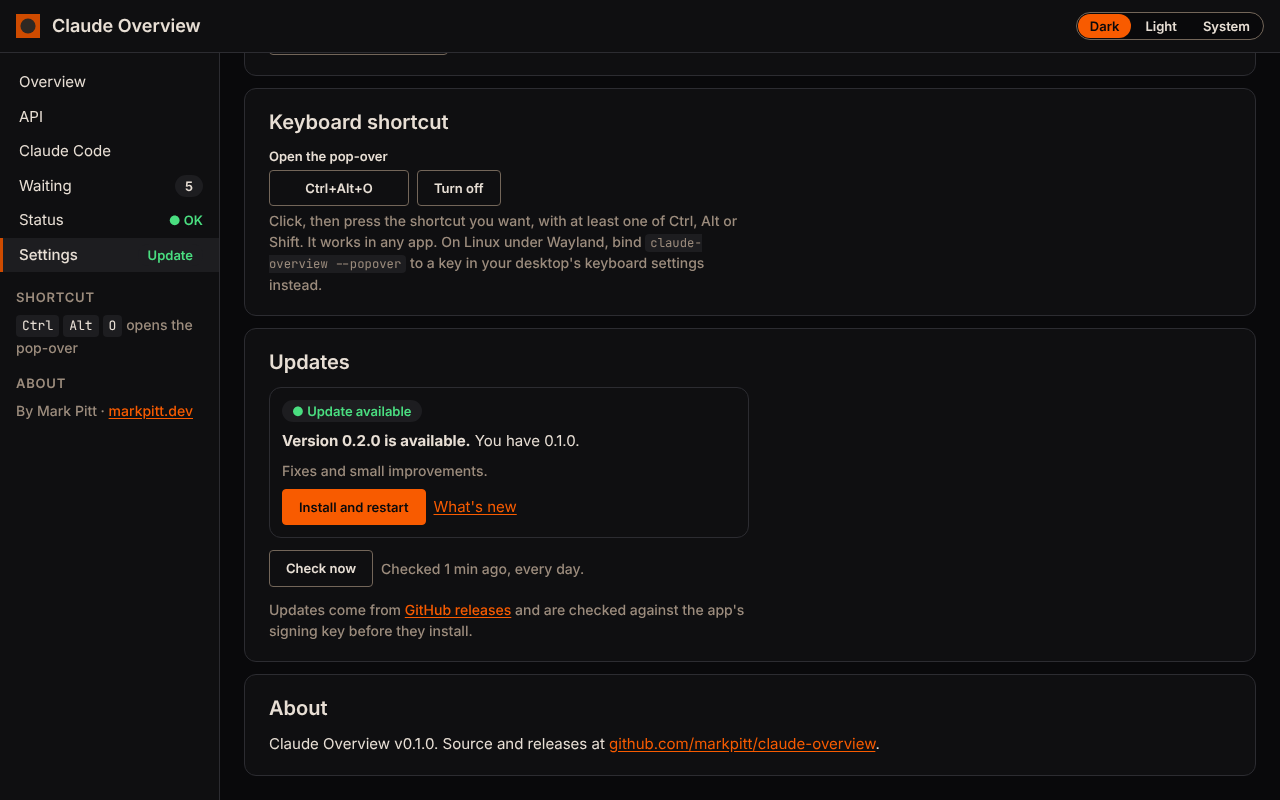 Claude Overview
Dark Light System
Overview
API
Claude Code
Waiting 5
Status OK
Settings Update
SHORTCUT
Ctrl Alt O opens the
pop-over
ABOUT
By Mark Pitt · markpitt.dev
Keyboard shortcut
Open the pop-over
Ctrl+Alt+O Turn off
Click, then press the shortcut you want, with at least one of Ctrl, Alt or
Shift. It works in any app. On Linux under Wayland, bind claude-
overview --popover to a key in your desktop's keyboard settings
instead.
Updates
Update available
Version 0.2.0 is available. You have 0.1.0.
Fixes and small improvements.
Install and restart What's new
Check now Checked 1 min ago, every day.
Updates come from GitHub releases and are checked against the app's
signing key before they install.
About
Claude Overview v0.1.0. Source and releases at github.com/markpitt/claude-overview.